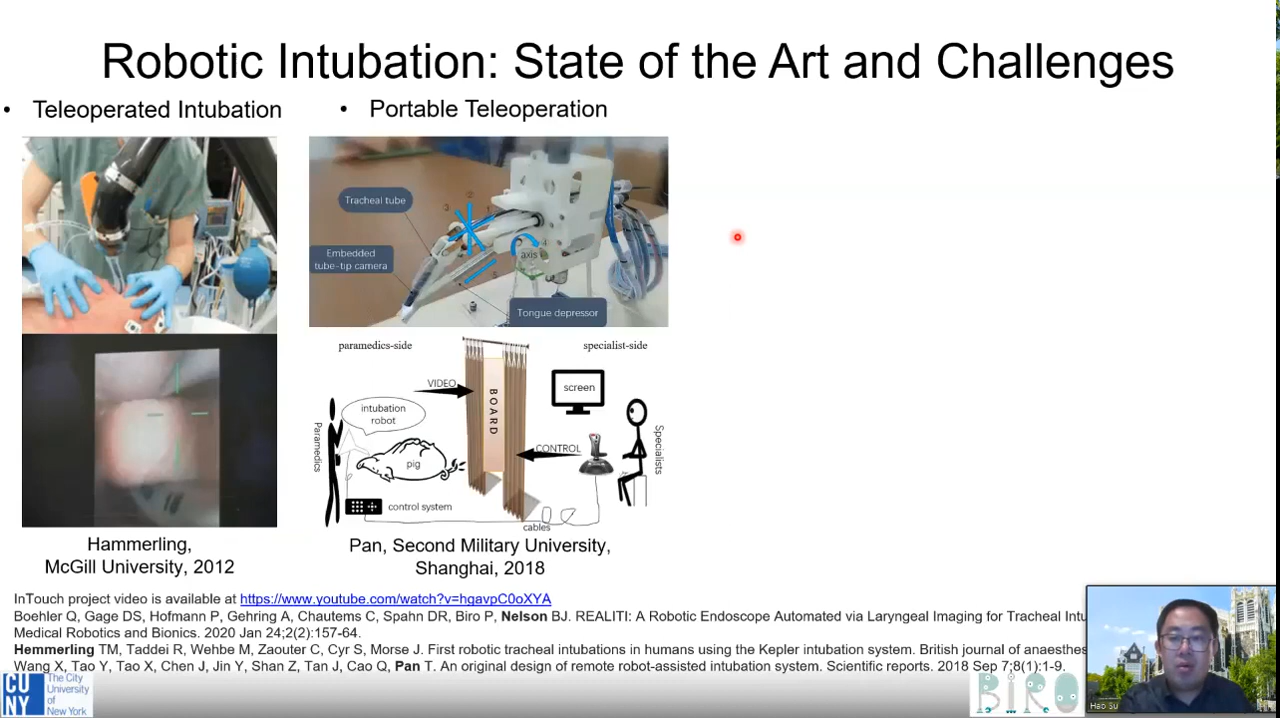 Robotic Intubation: State of the Art and Challenges
• Teleoperated Intubation
• Portable Teleoperation
Tracheal tube
Embedded
tube-tip camera
axis
Tongue depressor
paramedics-side
specialist-side
VIDEO
BOARD
screen
intubation
robot
Paramedics
pig
CONTROL
Specialists
control system
cables
Hammerling,
McGill University, 2012
Pan, Second Military University,
Shanghai, 2018
InTouch project video is available at https://www.youtube.com/watch?v=hgavpC0oXYA
Boehler Q, Gage DS, Hofmann P, Gehring A, Chautems C, Spahn DR, Biro P, Nelson BJ. REALITI: A Robotic Endoscope Automated via Laryngeal Imaging for Tracheal Intu
Medical Robotics and Bionics. 2020 Jan 24;2(2):157-64.
Hemmerling TM, Taddei R, Wehbe M, Zaouter C, Cyr S, Morse J. First robotic tracheal intubations in humans using the Kepler intubation system. British journal of anaesthes
Wang X, Tao Y, Tao X, Chen J, Jin Y, Shan Z, Tan J, Cao Q, Pan T. An original design of remote robot-assisted intubation system. Scientific reports. 2018 Sep 7;8(1):1-9.
CU
NY
The City
University
of
New York
BIRO
Hao Su